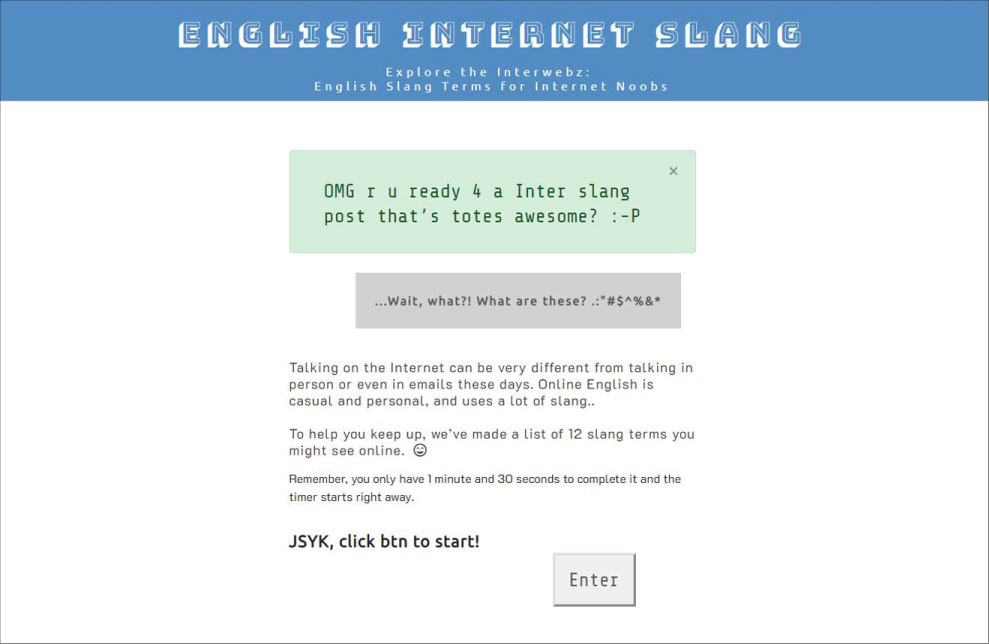 ENGLISH INTERNET SLANG
Explore the Interwebz:
English Slang Terms for Internet Noobs
×
OMG r u ready 4 a Inter slang
post that's totes awesome? :-P
...Wait, what?! What are these? .:"#$^%&*
Talking on the Internet can be very different from talking in
person or even in emails these days. Online English is
casual and personal, and uses a lot of slang..
To help you keep up, we've made a list of 12 slang terms you
might see online. 😄
Remember, you only have 1 minute and 30 seconds to complete it and the
timer starts right away.
JSYK, click btn to start!
Enter